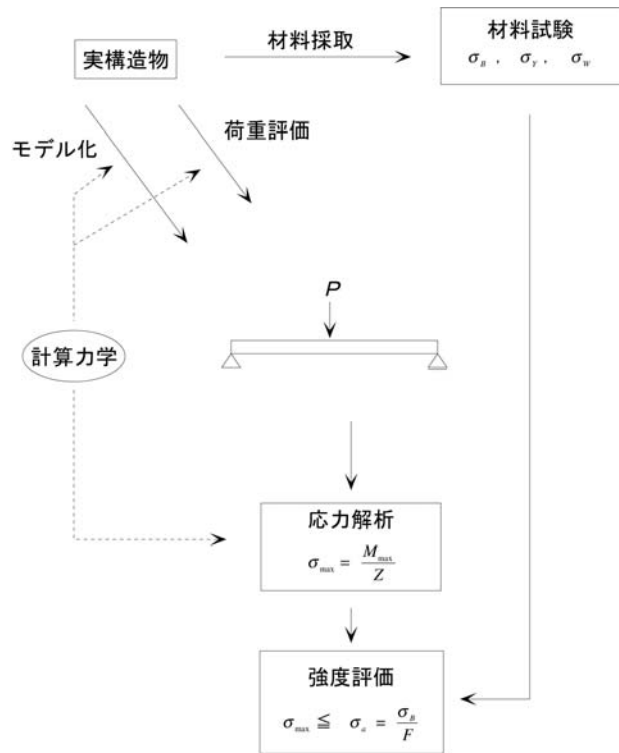 実構造物
材料採取
材料試験
σ_B , σ_Y , σ_W
荷重評価
モデル化
P
計算力学
応力解析
σ_max = M_max / Z
強度評価
σ_max ≦ σ_a = σ_B / F